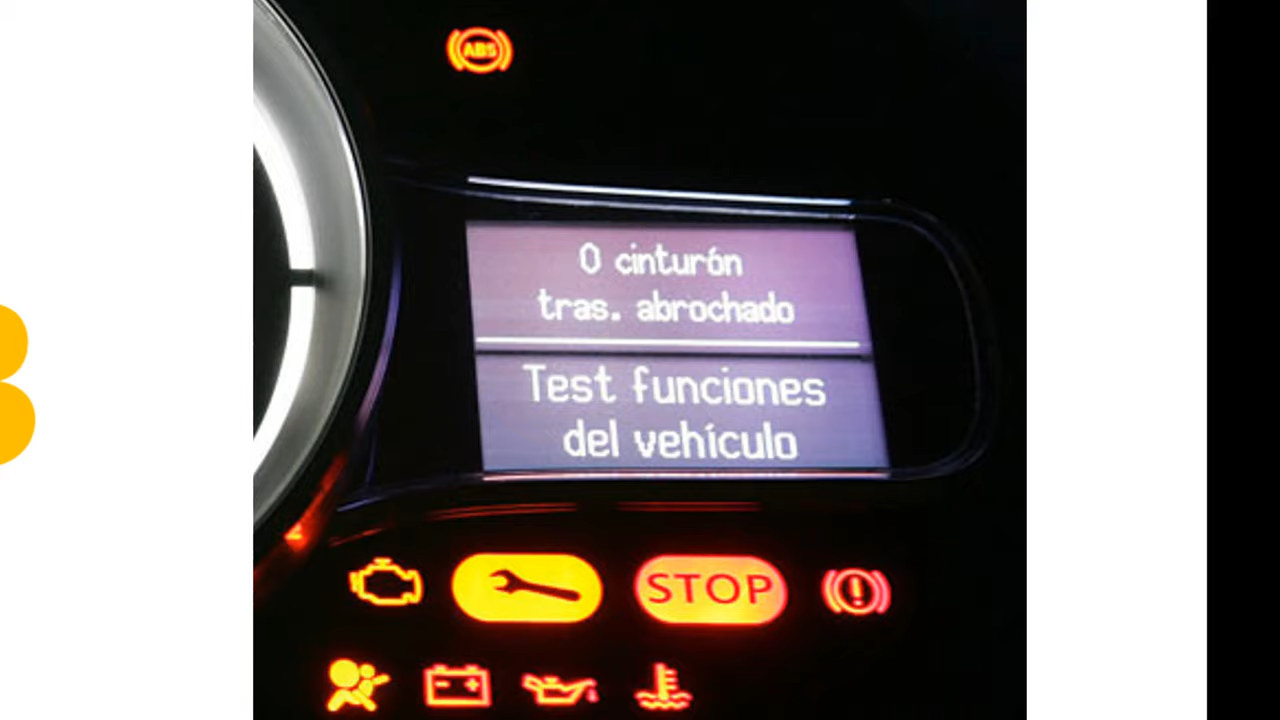 ABS
0 cinturón
tras. abrochado
Test funciones
del vehículo
STOP